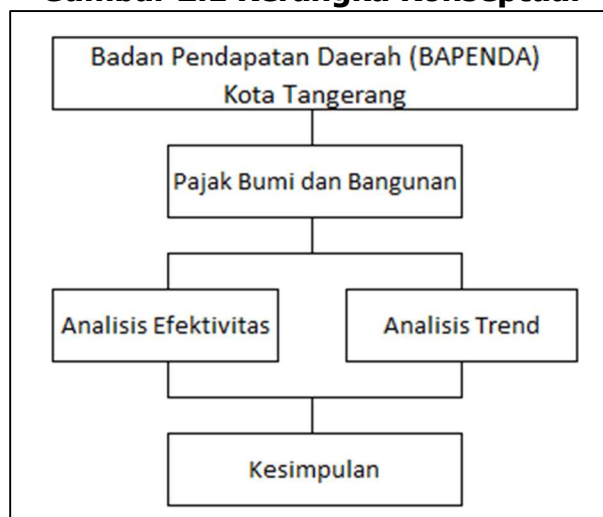 Badan Pendapatan Daerah (BAPENDA)
Kota Tangerang
Pajak Bumi dan Bangunan
Analisis Efektivitas
Analisis Trend
Kesimpulan